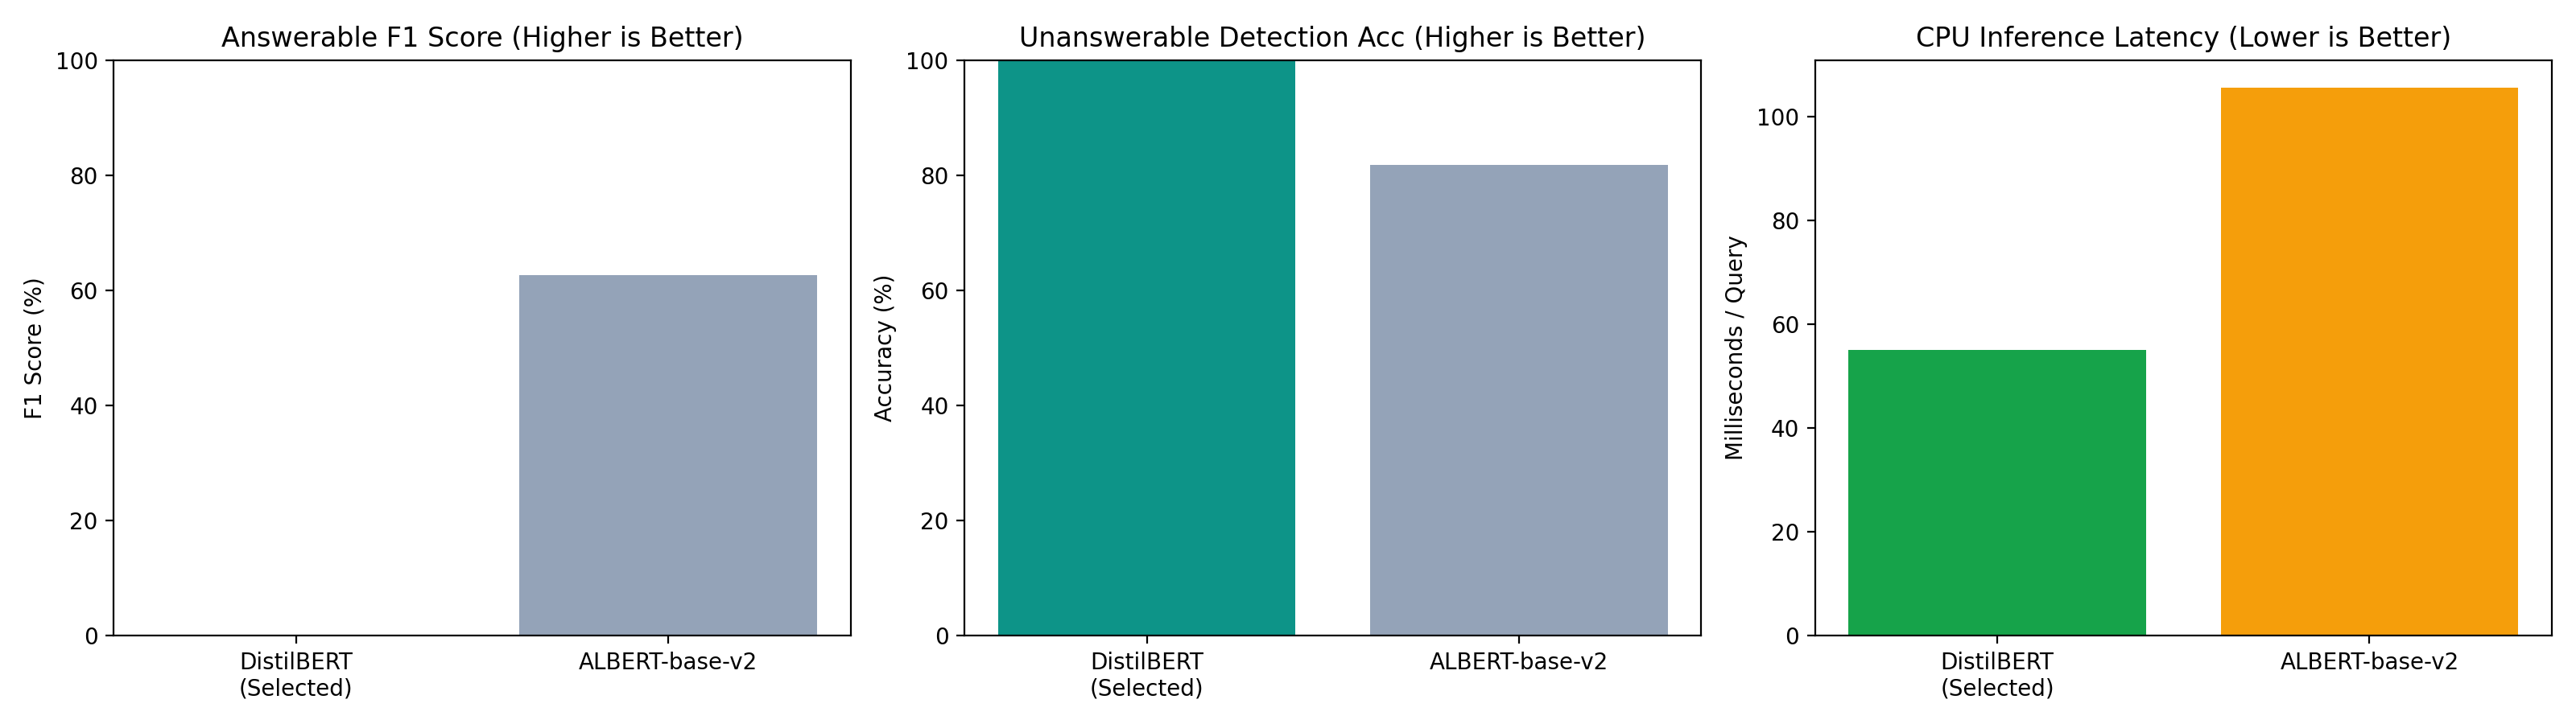 Answerable F1 Score (Higher is Better)
F1 Score (%)
100
80
60
40
20
0
DistilBERT
(Selected)
ALBERT-base-v2
Unanswerable Detection Acc (Higher is Better)
Accuracy (%)
100
80
60
40
20
0
DistilBERT
(Selected)
ALBERT-base-v2
CPU Inference Latency (Lower is Better)
Milliseconds / Query
100
80
60
40
20
0
DistilBERT
(Selected)
ALBERT-base-v2